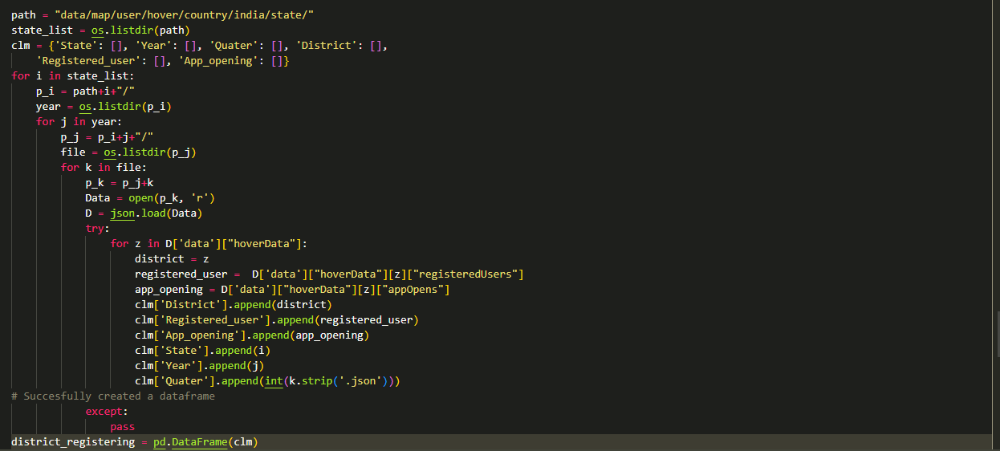 path = "data/map/user/hover/country/india/state/"
state_list = os.listdir(path)
clm = {'State': [], 'Year': [], 'Quater': [], 'District': [],
    'Registered_user': [], 'App_opening': []}
for i in state_list:
    p_i = path+i+"/"
    year = os.listdir(p_i)
    for j in year:
        p_j = p_i+j+"/"
        file = os.listdir(p_j)
        for k in file:
            p_k = p_j+k
            Data = open(p_k, 'r')
            D = json.load(Data)
            try:
                for z in D['data']["hoverData"]:
                    district = z
                    registered_user =  D['data']["hoverData"][z]["registeredUsers"]
                    app_opening = D['data']["hoverData"][z]["appOpens"]
                    clm['District'].append(district)
                    clm['Registered_user'].append(registered_user)
                    clm['App_opening'].append(app_opening)
                    clm['State'].append(i)
                    clm['Year'].append(j)
                    clm['Quater'].append(int(k.strip('.json')))
# Succesfully created a dataframe
            except:
                pass
district_registering = pd.DataFrame(clm)